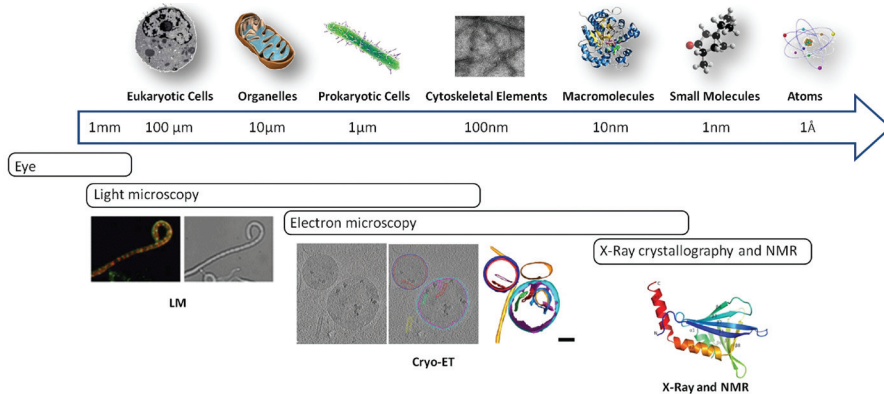 Eukaryotic Cells Organelles Prokaryotic Cells Cytoskeletal Elements Macromolecules Small Molecules Atoms
1mm 100 µm 10µm 1µm 100nm 10nm 1nm 1Å
Eye
Light microscopy
Electron microscopy
X-Ray crystallography and NMR
LM
Cryo-ET
X-Ray and NMR